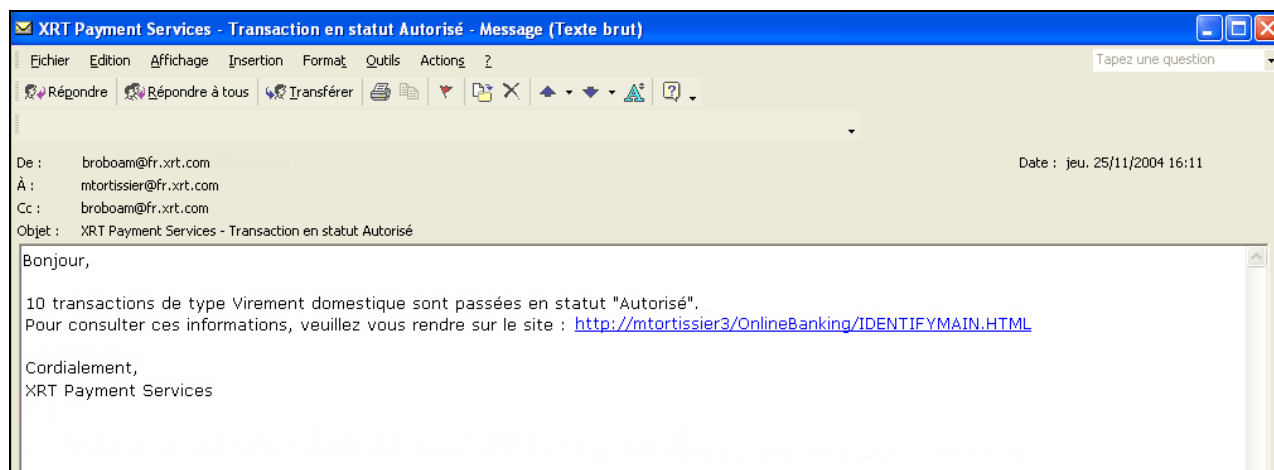 XRT Payment Services - Transaction en statut Autorisé - Message (Texte brut)
Fichier Edition Affichage Insertion Format Outils Actions ? Tapez une question
Répondre Répondre à tous Transférer
De : broboam@fr.xrt.com Date : jeu. 25/11/2004 16:11
À : mtortissier@fr.xrt.com
Cc : broboam@fr.xrt.com
Objet : XRT Payment Services - Transaction en statut Autorisé
Bonjour,
10 transactions de type Virement domestique sont passées en statut "Autorisé".
Pour consulter ces informations, veuillez vous rendre sur le site : http://mtortissier3/OnlineBanking/IDENTIFYMAIN.HTML
Cordialement,
XRT Payment Services